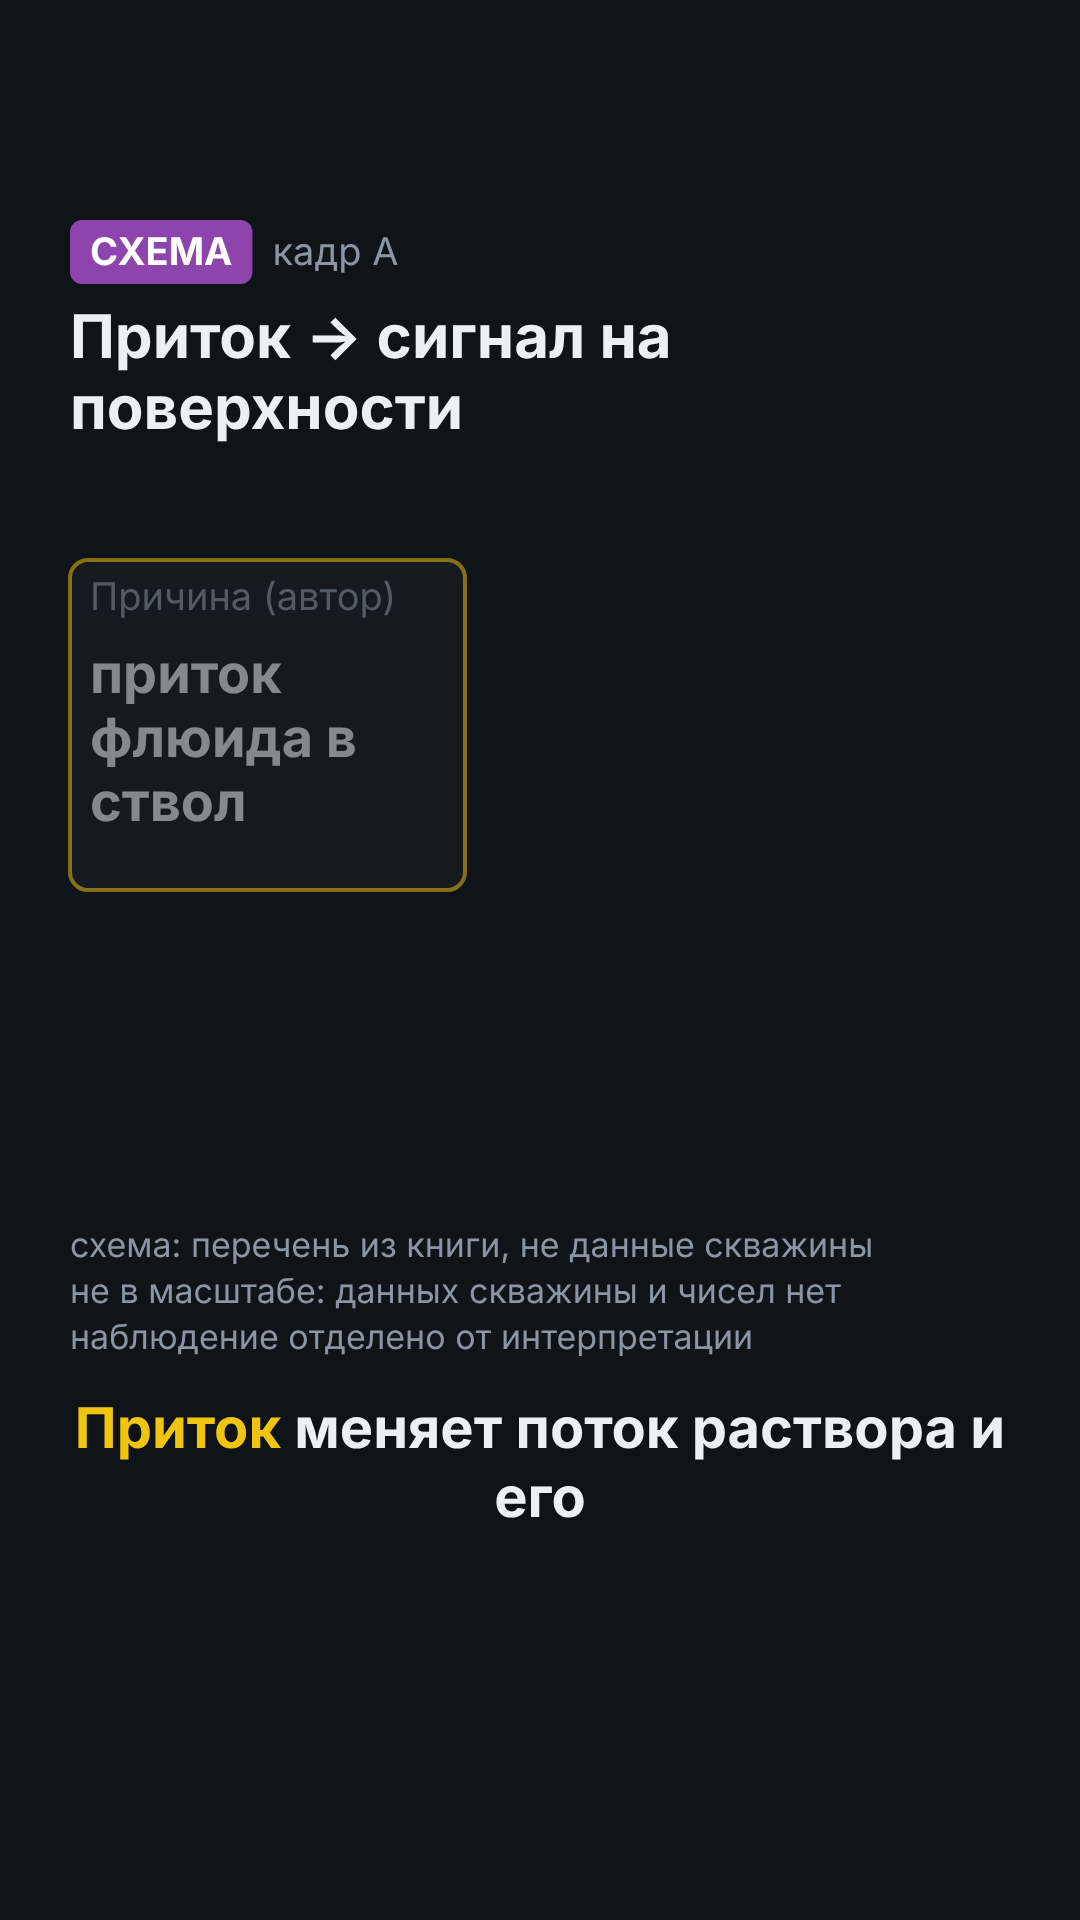 СХЕМА кадр А
Приток → сигнал на
поверхности
Причина (автор)
приток
флюида в
ствол
схема: перечень из книги, не данные скважины
не в масштабе: данных скважины и чисел нет
наблюдение отделено от интерпретации
Приток меняет поток раствора и
его